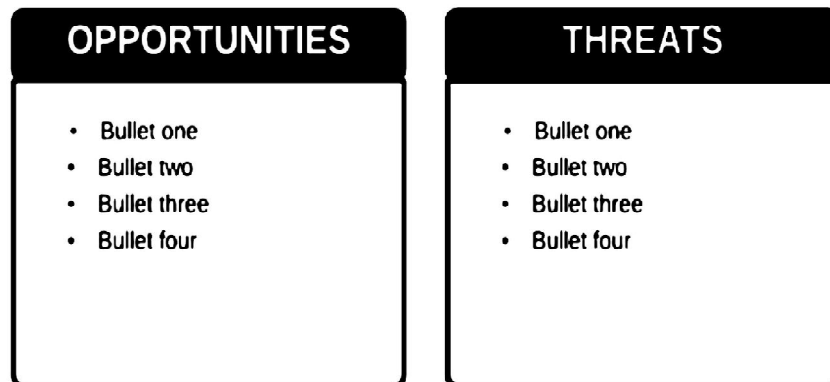 OPPORTUNITIES
• Bullet one
• Bullet two
• Bullet three
• Bullet four
THREATS
• Bullet one
• Bullet two
• Bullet three
• Bullet four